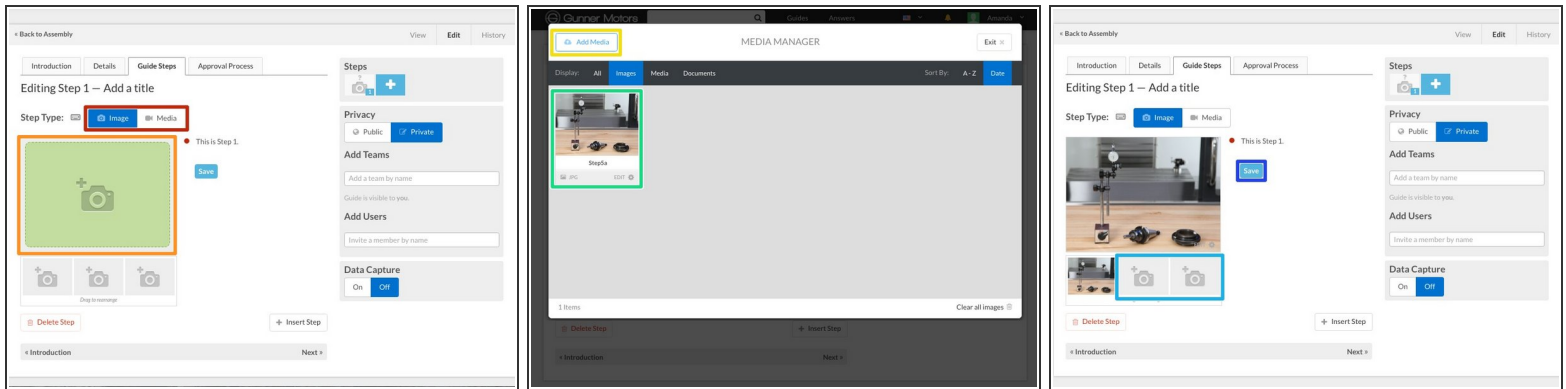 « Back to Assembly
View Edit History
Introduction Details Guide Steps Approval Process
Editing Step 1 — Add a title
Step Type: Image Media
This is Step 1.
Save
Drag to rearrange
Delete Step
+ Insert Step
« Introduction
Next »
Steps
?
1
+
Privacy
Public Private
Add Teams
Add a team by name
Guide is visible to you.
Add Users
Invite a member by name
Data Capture
On Off
Gunner Motors
Guides Answers
Amanda
Add Media
MEDIA MANAGER
Exit ×
Display: All Images Media Documents
Sort By: A - Z Date
Step5a
JPG EDIT
1 Items
Clear all images
Delete Step
+ Insert Step
« Introduction
Next »
« Back to Assembly
View Edit History
Introduction Details Guide Steps Approval Process
Editing Step 1 — Add a title
Step Type: Image Media
This is Step 1.
Save
Delete Step
+ Insert Step
« Introduction
Next »
Steps
?
1
+
Privacy
Public Private
Add Teams
Add a team by name
Guide is visible to you.
Add Users
Invite a member by name
Data Capture
On Off